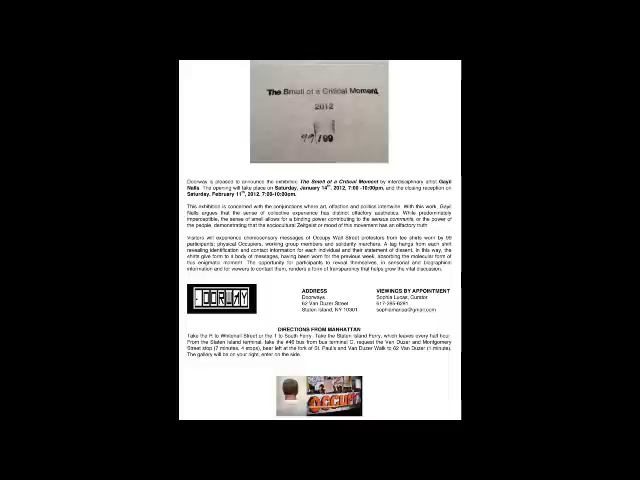 The Smell of a Critical Moment
2012
99/99
Doorway is pleased to announce the exhibition The Smell of a Critical Moment by interdisciplinary artist Gayil
Nalls. The opening will take place on Saturday, January 14th, 2012, 7:00 -10:00pm, and the closing reception on
Saturday, February 11th, 2012, 7:00-10:00pm.
This exhibition is concerned with the conjunctions where art, olfaction and politics intertwine. With this work, Gayil
Nalls argues that the sense of collective experience has distinct olfactory aesthetics. While predominately
imperceptible, the sense of smell allows for a binding power contributing to the sensus communis, or the power of
the people, demonstrating that the sociocultural Zeitgeist or mood of this movement has an olfactory truth.
Visitors will experience chemosensory messages of Occupy Wall Street protestors from tee shirts worn by 99
participants: physical Occupiers, working group members and solidarity marchers. A tag hangs from each shirt
revealing identification and contact information for each individual and their statement of dissent. In this way, the
shirts give form to a body of messages, having been worn for the previous week, absorbing the molecular form of
this enigmatic moment. The opportunity for participants to reveal themselves, in sensorial and biographical
information and for viewers to contact them, renders a form of transparency that helps grow the vital discussion.
DOORWAY
ADDRESS
Doorways
62 Van Duzer Street
Staten Island, NY 10301
VIEWINGS BY APPOINTMENT
Sophia Lucas, Curator
DIRECTIONS FROM MANHATTAN
Take the R to Whitehall Street or the 1 to South Ferry. Take the Staten Island Ferry, which leaves every half hour.
From the Staten Island terminal, take the #46 bus from bus terminal C, request the Van Duzer and Montgomery
Street stop (7 minutes, 4 stops), bear left at the fork of St. Paul's and Van Duzer Walk to 62 Van Duzer (1 minute).
The gallery will be on your right, enter on the side.
OCCUPY